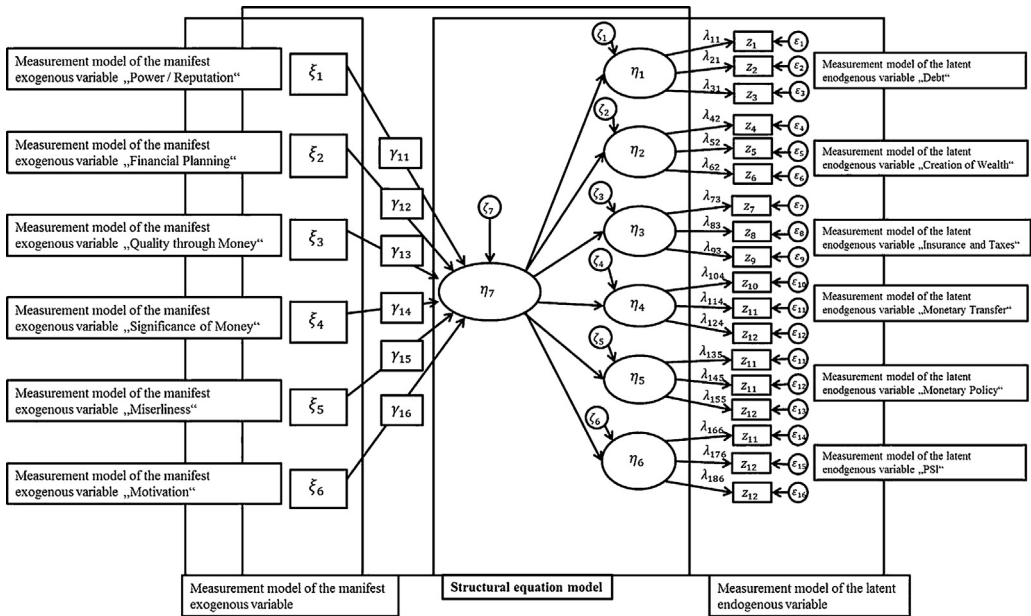 Measurement model of the manifest
exogenous variable „Power / Reputation“
Measurement model of the manifest
exogenous variable „Financial Planning“
Measurement model of the manifest
exogenous variable „Quality through Money“
Measurement model of the manifest
exogenous variable „Significance of Money“
Measurement model of the manifest
exogenous variable „Miserliness“
Measurement model of the manifest
exogenous variable „Motivation“
ξ1
ξ2
ξ3
ξ4
ξ5
ξ6
γ11
γ12
γ13
γ14
γ15
γ16
ζ7
η7
ζ1
η1
ζ2
η2
ζ3
η3
ζ4
η4
ζ5
η5
ζ6
η6
λ11 z1 ε1
λ21 z2 ε2
λ31 z3 ε3
λ42 z4 ε4
λ52 z5 ε5
λ62 z6 ε6
λ73 z7 ε7
λ83 z8 ε8
λ93 z9 ε9
λ104 z10 ε10
λ114 z11 ε11
λ124 z12 ε12
λ135 z11 ε11
λ145 z11 ε12
λ155 z12 ε13
λ166 z11 ε14
λ176 z12 ε15
λ186 z12 ε16
Measurement model of the latent
enodgenous variable „Debt“
Measurement model of the latent
endogenous variable „Creation of Wealth“
Measurement model of the latent
endogenous variable „Insurance and Taxes“
Measurement model of the latent
endogenous variable „Monetary Transfer“
Measurement model of the latent
endogenous variable „Monetary Policy“
Measurement model of the latent
endogenous variable „PSI“
Measurement model of the manifest
exogenous variable
Structural equation model
Measurement model of the latent
endogenous variable